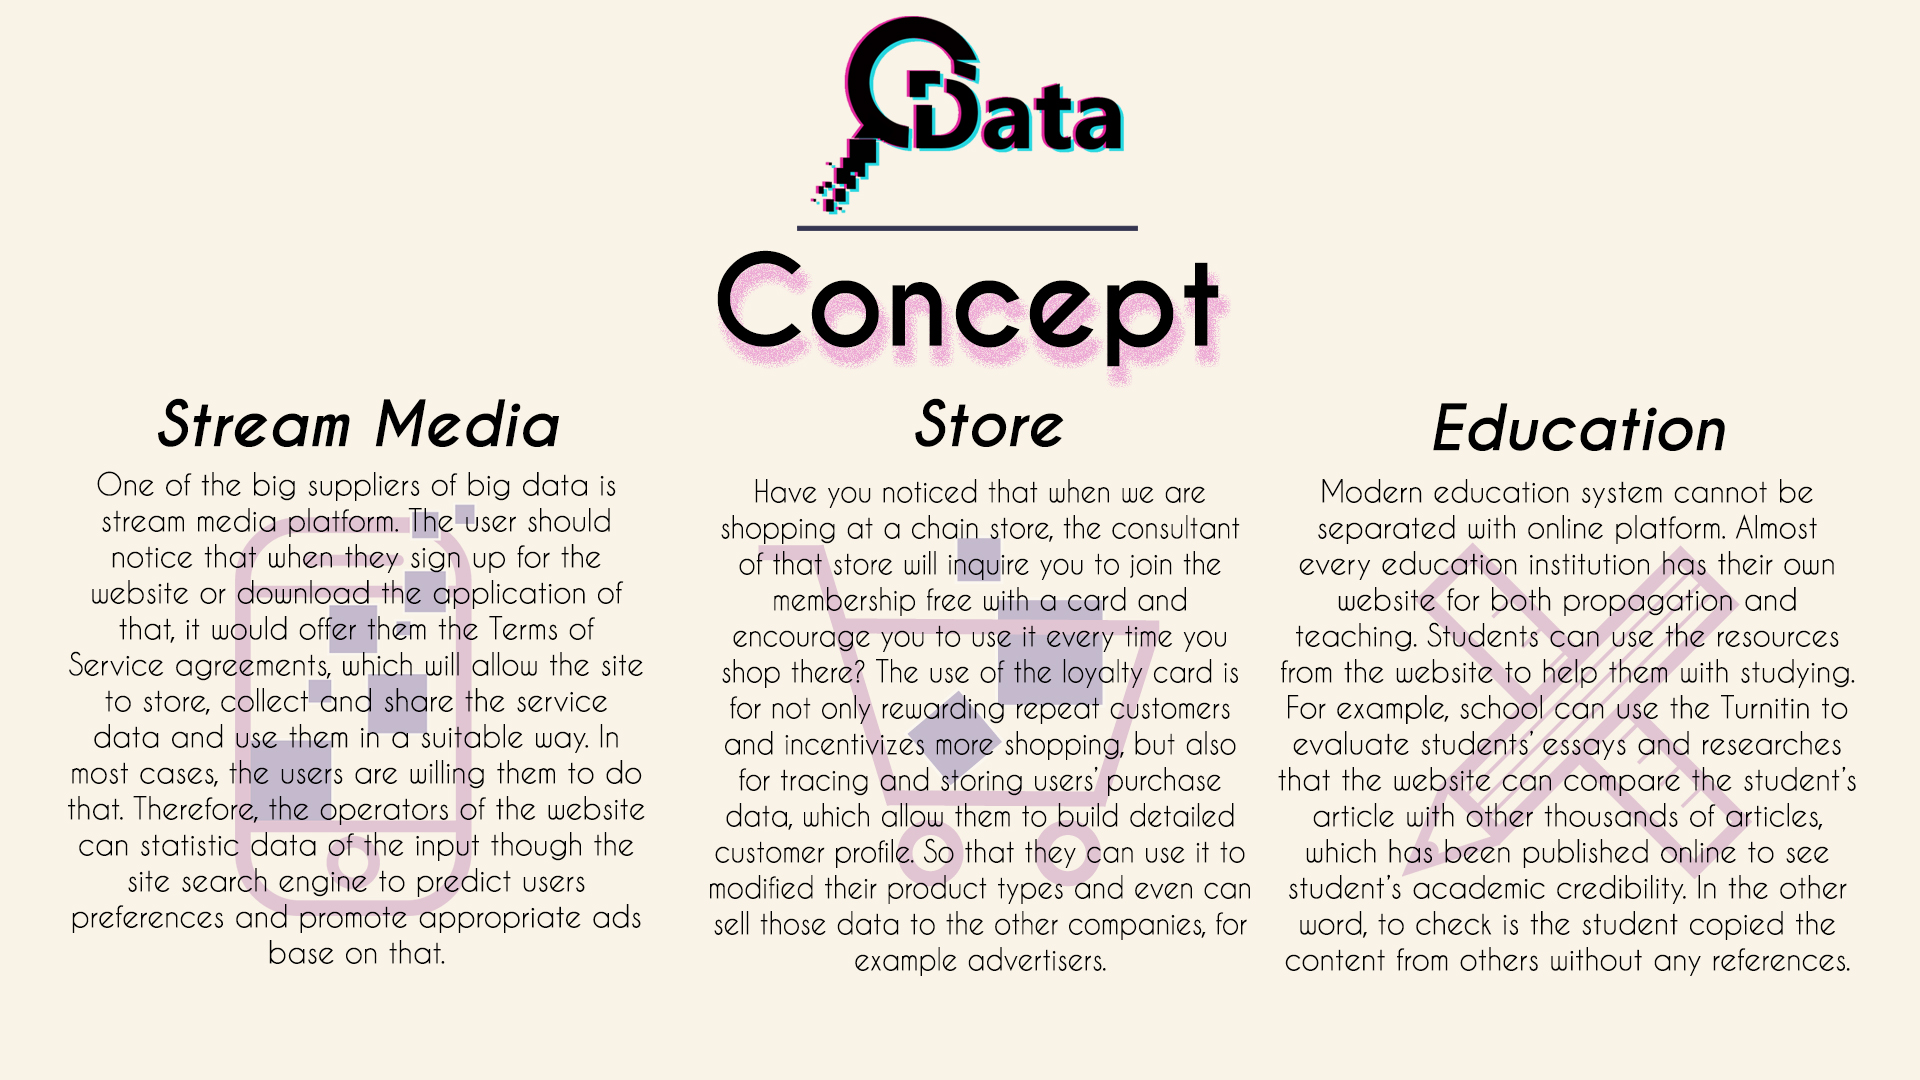 Data
Concept
Stream Media
One of the big suppliers of big data is
stream media platform. The user should
notice that when they sign up for the
website or download the application of
that, it would offer them the Terms of
Service agreements, which will allow the site
to store, collect and share the service
data and use them in a suitable way. In
most cases, the users are willing them to do
that. Therefore, the operators of the website
can statistic data of the input though the
site search engine to predict users
preferences and promote appropriate ads
base on that.
Store
Have you noticed that when we are
shopping at a chain store, the consultant
of that store will inquire you to join the
membership free with a card and
encourage you to use it every time you
shop there? The use of the loyalty card is
for not only rewarding repeat customers
and incentivizes more shopping, but also
for tracing and storing users’ purchase
data, which allow them to build detailed
customer profile. So that they can use it to
modified their product types and even can
sell those data to the other companies, for
example advertisers.
Education
Modern education system cannot be
separated with online platform. Almost
every education institution has their own
website for both propagation and
teaching. Students can use the resources
from the website to help them with studying.
For example, school can use the Turnitin to
evaluate students’ essays and researches
that the website can compare the student’s
article with other thousands of articles,
which has been published online to see
student’s academic credibility. In the other
word, to check is the student copied the
content from others without any references.